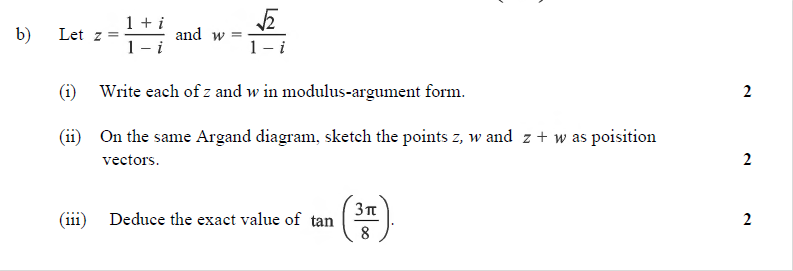 b) Let z = \frac{1 + i}{1 - i} and w = \frac{\sqrt{2}}{1 - i}
(i) Write each of z and w in modulus-argument form. 2
(ii) On the same Argand diagram, sketch the points z, w and z + w as poisition
vectors. 2
(iii) Deduce the exact value of tan \left(\frac{3π}{8}\right). 2